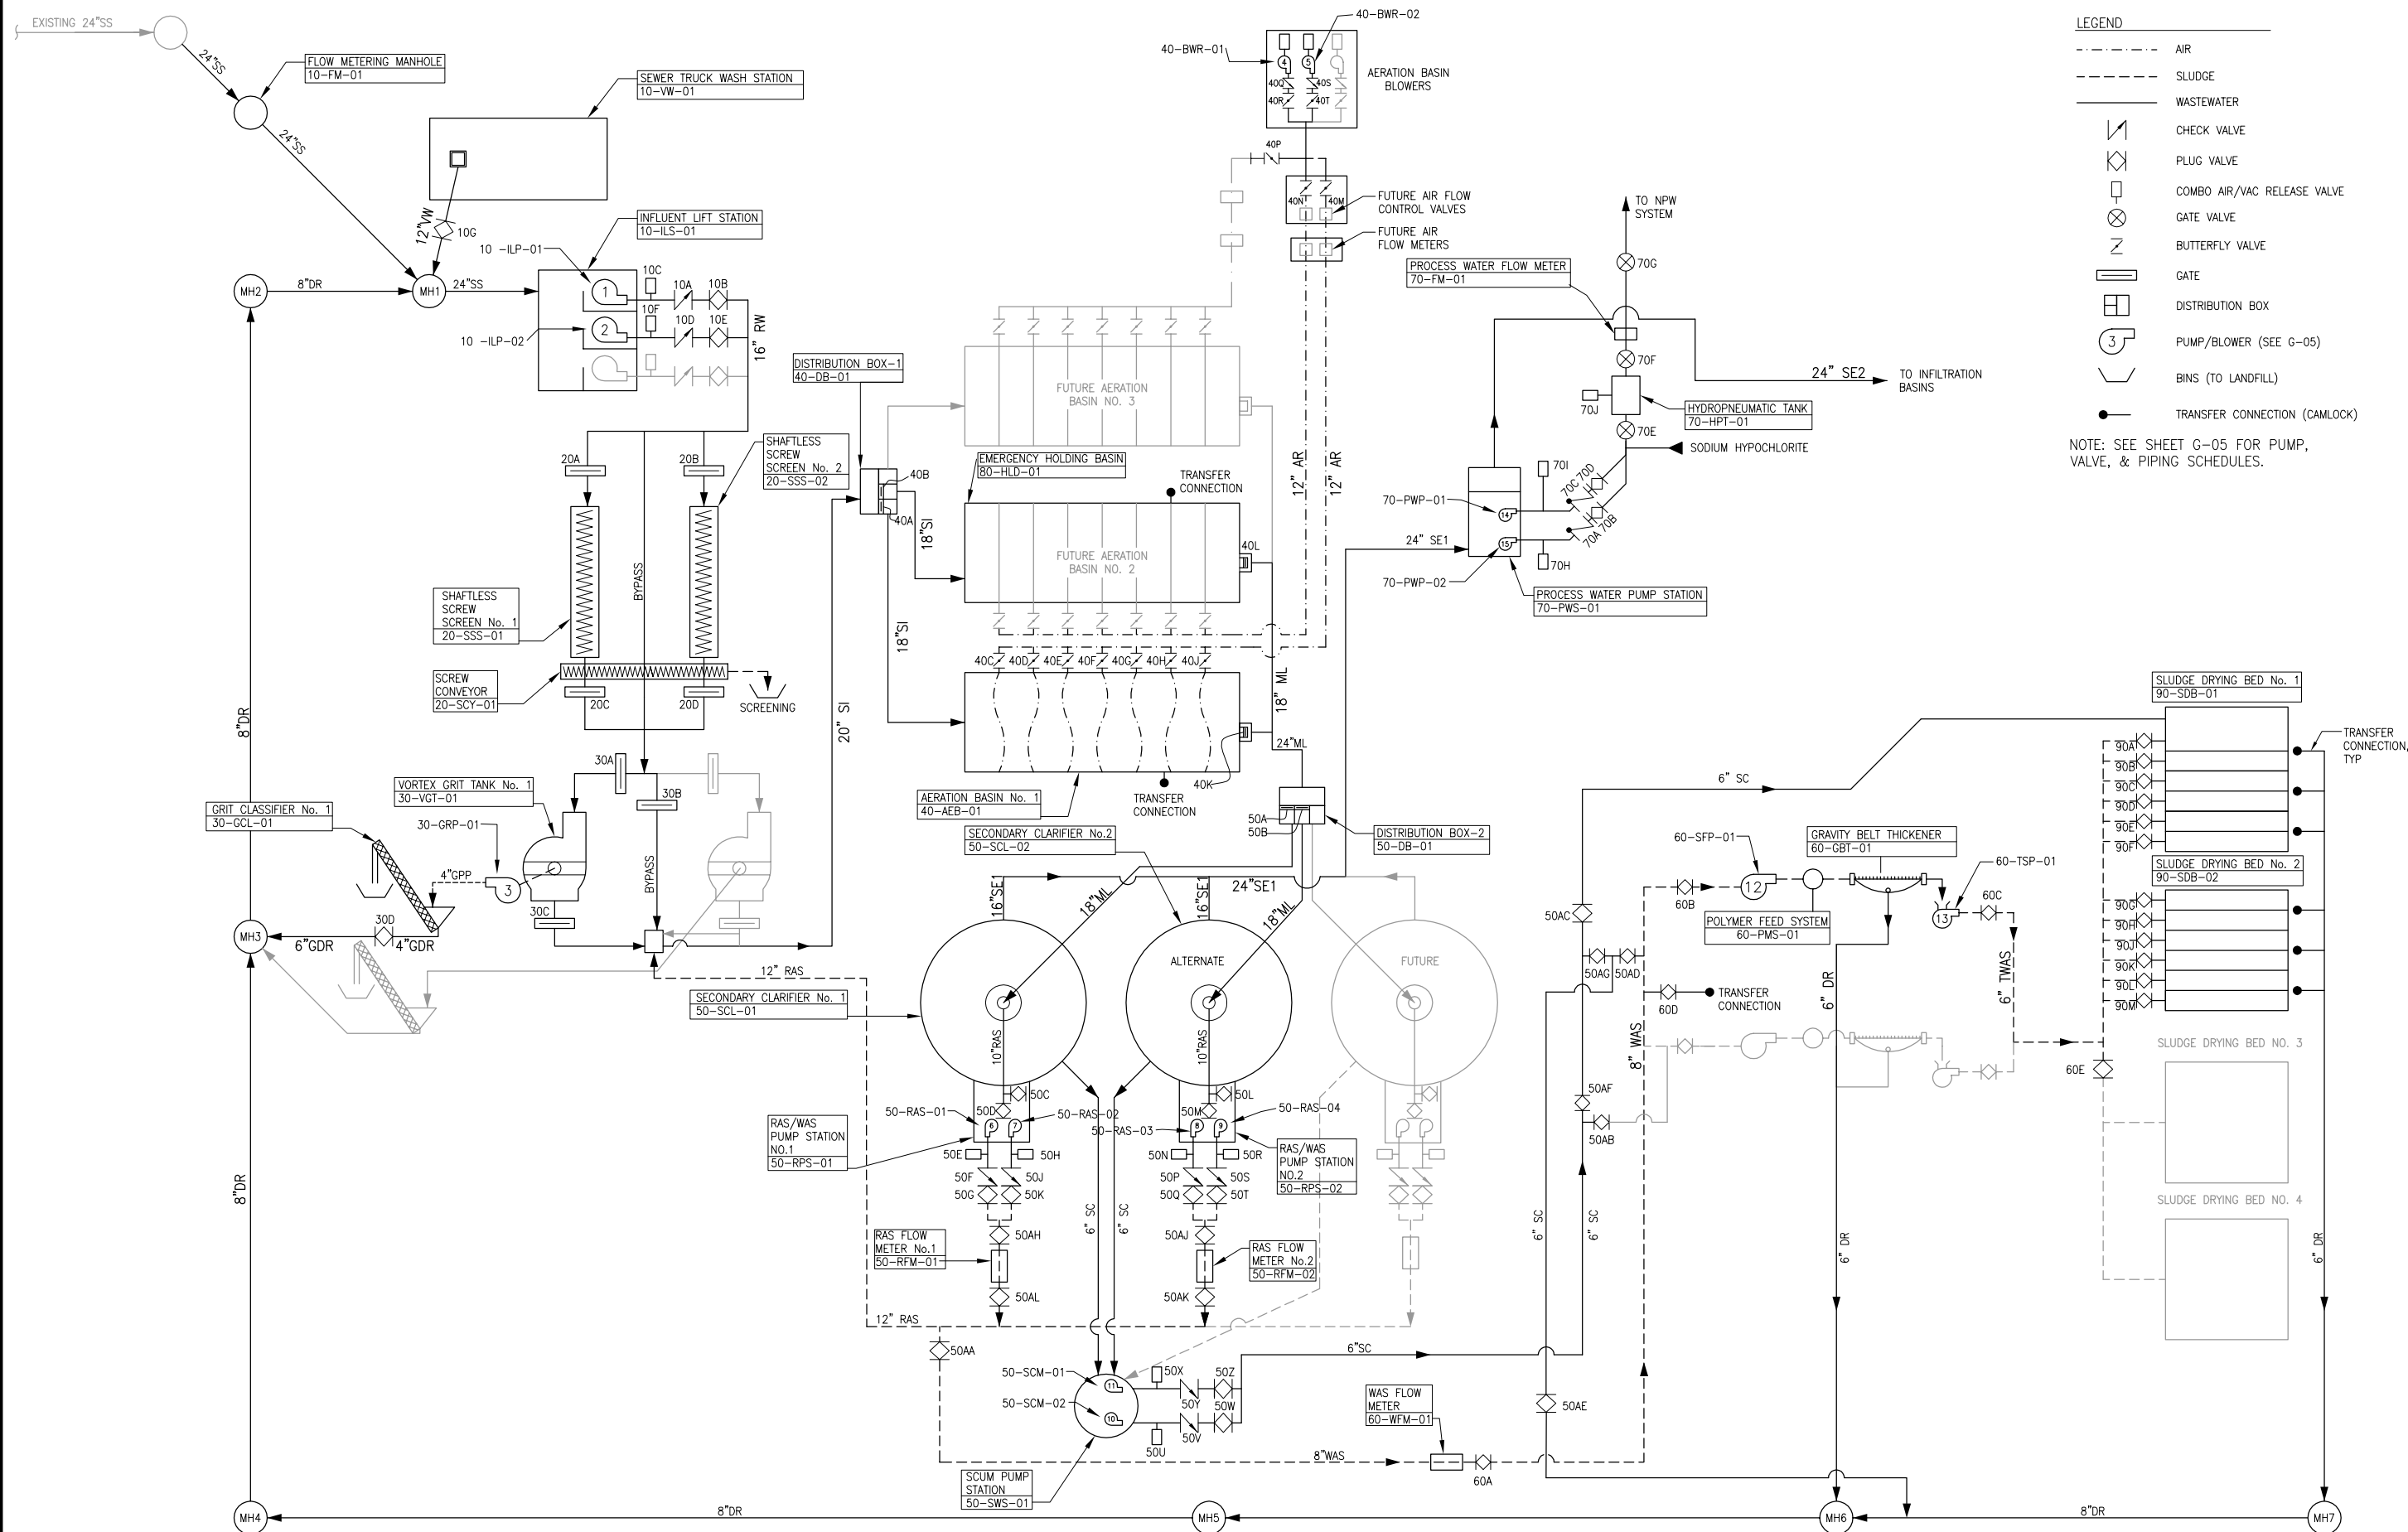 EXISTING 24"SS
24"SS
FLOW METERING MANHOLE
10-FM-01
24"SS
SEWER TRUCK WASH STATION
10-VW-01
12"VW
10G
INFLUENT LIFT STATION
10-ILS-01
10 -ILP-01
10 -ILP-02
MH2
8"DR
MH1
24"SS
1
2
10C
10A
10B
10F
10D
10E
16" RW
20A
20B
SHAFTLESS
SCREW
SCREEN No. 2
20-SSS-02
BYPASS
SHAFTLESS
SCREW
SCREEN No. 1
20-SSS-01
SCREW
CONVEYOR
20-SCY-01
20C
20D
SCREENING
8"DR
20" SI
30A
30B
VORTEX GRIT TANK No. 1
30-VGT-01
GRIT CLASSIFIER No. 1
30-GCL-01
30-GRP-01
4"GPP
3
BYPASS
30C
30D
MH3
6"GDR
4"GDR
12" RAS
8"DR
MH4
8"DR
MH5
40-BWR-02
40-BWR-01
4
5
40Q
40S
40R
40T
AERATION BASIN
BLOWERS
40P
40N
40M
FUTURE AIR FLOW
CONTROL VALVES
FUTURE AIR
FLOW METERS
DISTRIBUTION BOX-1
40-DB-01
40B
40A
18"SI
18"SI
FUTURE AERATION
BASIN NO. 3
EMERGENCY HOLDING BASIN
80-HLD-01
TRANSFER
CONNECTION
FUTURE AERATION
BASIN NO. 2
40L
12" AR
12" AR
40C
40D
40E
40F
40G
40H
40J
18" ML
24"ML
40K
AERATION BASIN No. 1
40-AEB-01
TRANSFER
CONNECTION
50A
50B
DISTRIBUTION BOX-2
50-DB-01
SECONDARY CLARIFIER No.2
50-SCL-02
24"SE1
16"SE1
18"ML
16"SE1
18"ML
ALTERNATE
FUTURE
SECONDARY CLARIFIER No. 1
50-SCL-01
10"RAS
10"RAS
50C
50D
50-RAS-01
50-RAS-02
6
7
50L
50M
50-RAS-04
50-RAS-03
8
9
RAS/WAS
PUMP STATION
NO.1
50-RPS-01
RAS/WAS
PUMP STATION
NO.2
50-RPS-02
50E
50H
50F
50J
50G
50K
50N
50R
50P
50S
50Q
50T
50AH
50AJ
RAS FLOW
METER No.1
50-RFM-01
RAS FLOW
METER No.2
50-RFM-02
50AL
50AK
6" SC
6" SC
12" RAS
50AA
50-SCM-01
50-SCM-02
11
10
50X
50Z
50Y
50W
50V
50U
SCUM PUMP
STATION
50-SWS-01
6"SC
WAS FLOW
METER
60-WFM-01
8"WAS
60A
TO NPW
SYSTEM
70G
PROCESS WATER FLOW METER
70-FM-01
70F
24" SE2
TO INFILTRATION
BASINS
70J
HYDROPNEUMATIC TANK
70-HPT-01
70E
SODIUM HYPOCHLORITE
70I
70C
70D
70-PWP-01
14
70A
70B
15
70H
24" SE1
70-PWP-02
PROCESS WATER PUMP STATION
70-PWS-01
6" SC
50AC
50AG
50AD
60-SFP-01
12
60B
GRAVITY BELT THICKENER
60-GBT-01
POLYMER FEED SYSTEM
60-PMS-01
60-TSP-01
13
60C
60D
TRANSFER
CONNECTION
8" WAS
6" DR
6" TWAS
50AF
50AB
6" SC
6" SC
50AE
6" DR
MH6
8"DR
MH7
SLUDGE DRYING BED No. 1
90-SDB-01
90A
90B
90C
90D
90E
90F
TRANSFER
CONNECTION,
TYP
SLUDGE DRYING BED No. 2
90-SDB-02
90G
90H
90J
90K
90L
90M
60E
SLUDGE DRYING BED NO. 3
SLUDGE DRYING BED NO. 4
6" DR
LEGEND
AIR
SLUDGE
WASTEWATER
CHECK VALVE
PLUG VALVE
COMBO AIR/VAC RELEASE VALVE
GATE VALVE
BUTTERFLY VALVE
GATE
DISTRIBUTION BOX
3
PUMP/BLOWER (SEE G-05)
BINS (TO LANDFILL)
TRANSFER CONNECTION (CAMLOCK)
NOTE: SEE SHEET G-05 FOR PUMP,
VALVE, & PIPING SCHEDULES.